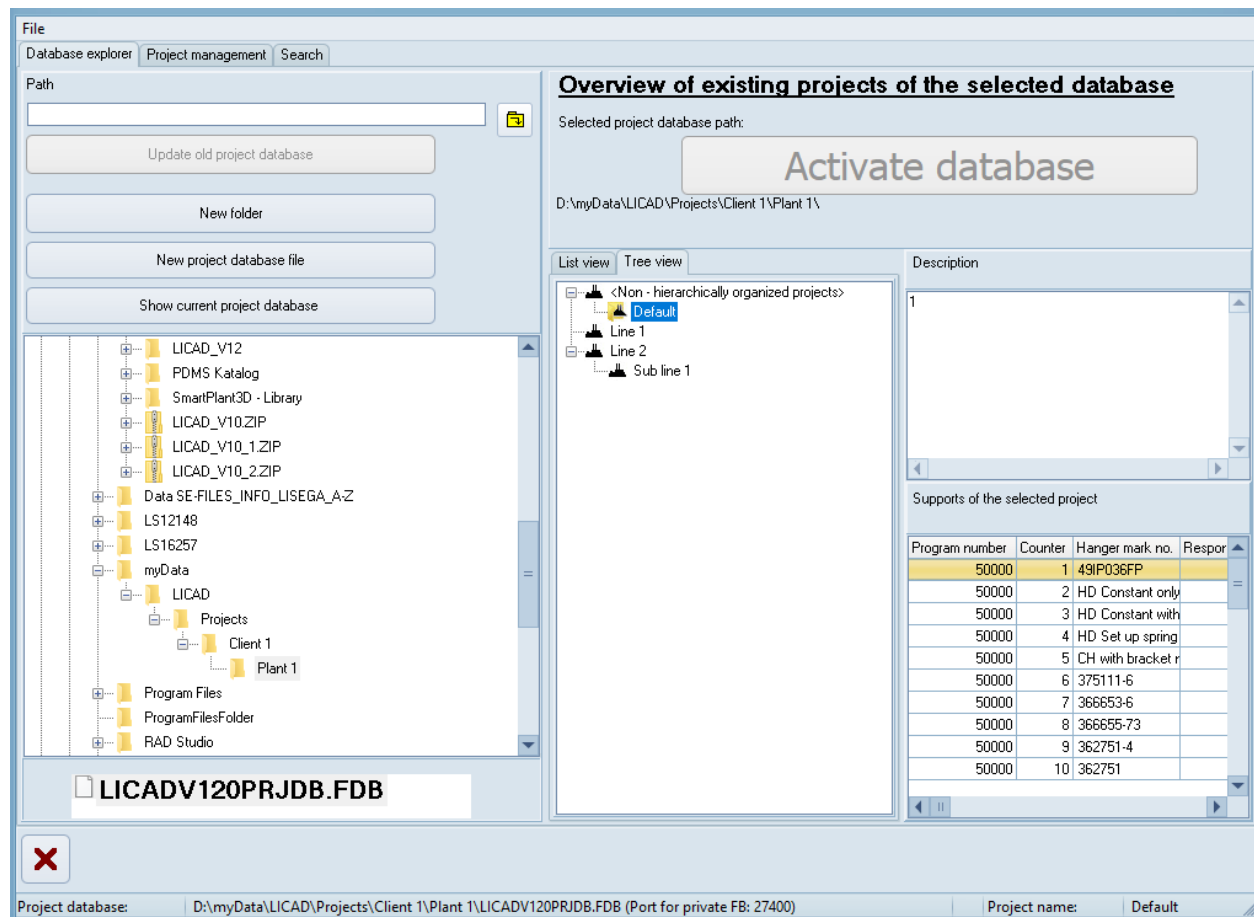 File
Database explorer
Project management
Search
Path
Update old project database
New folder
New project database file
Show current project database
LICAD_V12
PDMS Katalog
SmartPlant3D - Library
LICAD_V10.ZIP
LICAD_V10_1.ZIP
LICAD_V10_2.ZIP
Data SE-FILES_INFO_LISEGA_A-Z
LS12148
LS16257
myData
LICAD
Projects
Client 1
Plant 1
Program Files
ProgramFilesFolder
RAD Studio
LICADV120PRJDB.FDB
Overview of existing projects of the selected database
Selected project database path:
Activate database
D:\myData\LICAD\Projects\Client 1\Plant 1\
List view
Tree view
<Non - hierarchically organized projects>
Default
Line 1
Line 2
Sub line 1
Description
1
Supports of the selected project
Program number Counter Hanger mark no. Respor
50000 1 49IP036FP
50000 2 HD Constant only
50000 3 HD Constant with
50000 4 HD Set up spring
50000 5 CH with bracket r
50000 6 375111-6
50000 7 366653-6
50000 8 366655-73
50000 9 362751-4
50000 10 362751
Project database: D:\myData\LICAD\Projects\Client 1\Plant 1\LICADV120PRJDB.FDB (Port for private FB: 27400) Project name: Default